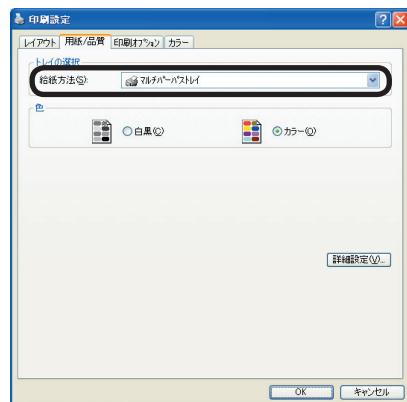 印刷設定
レイアウト 用紙/品質 印刷オプション カラー
トレイの選択
給紙方法(S): マルチパーパストレイ
色
白黒(C) カラー(O)
詳細設定(V)...
OK キャンセル